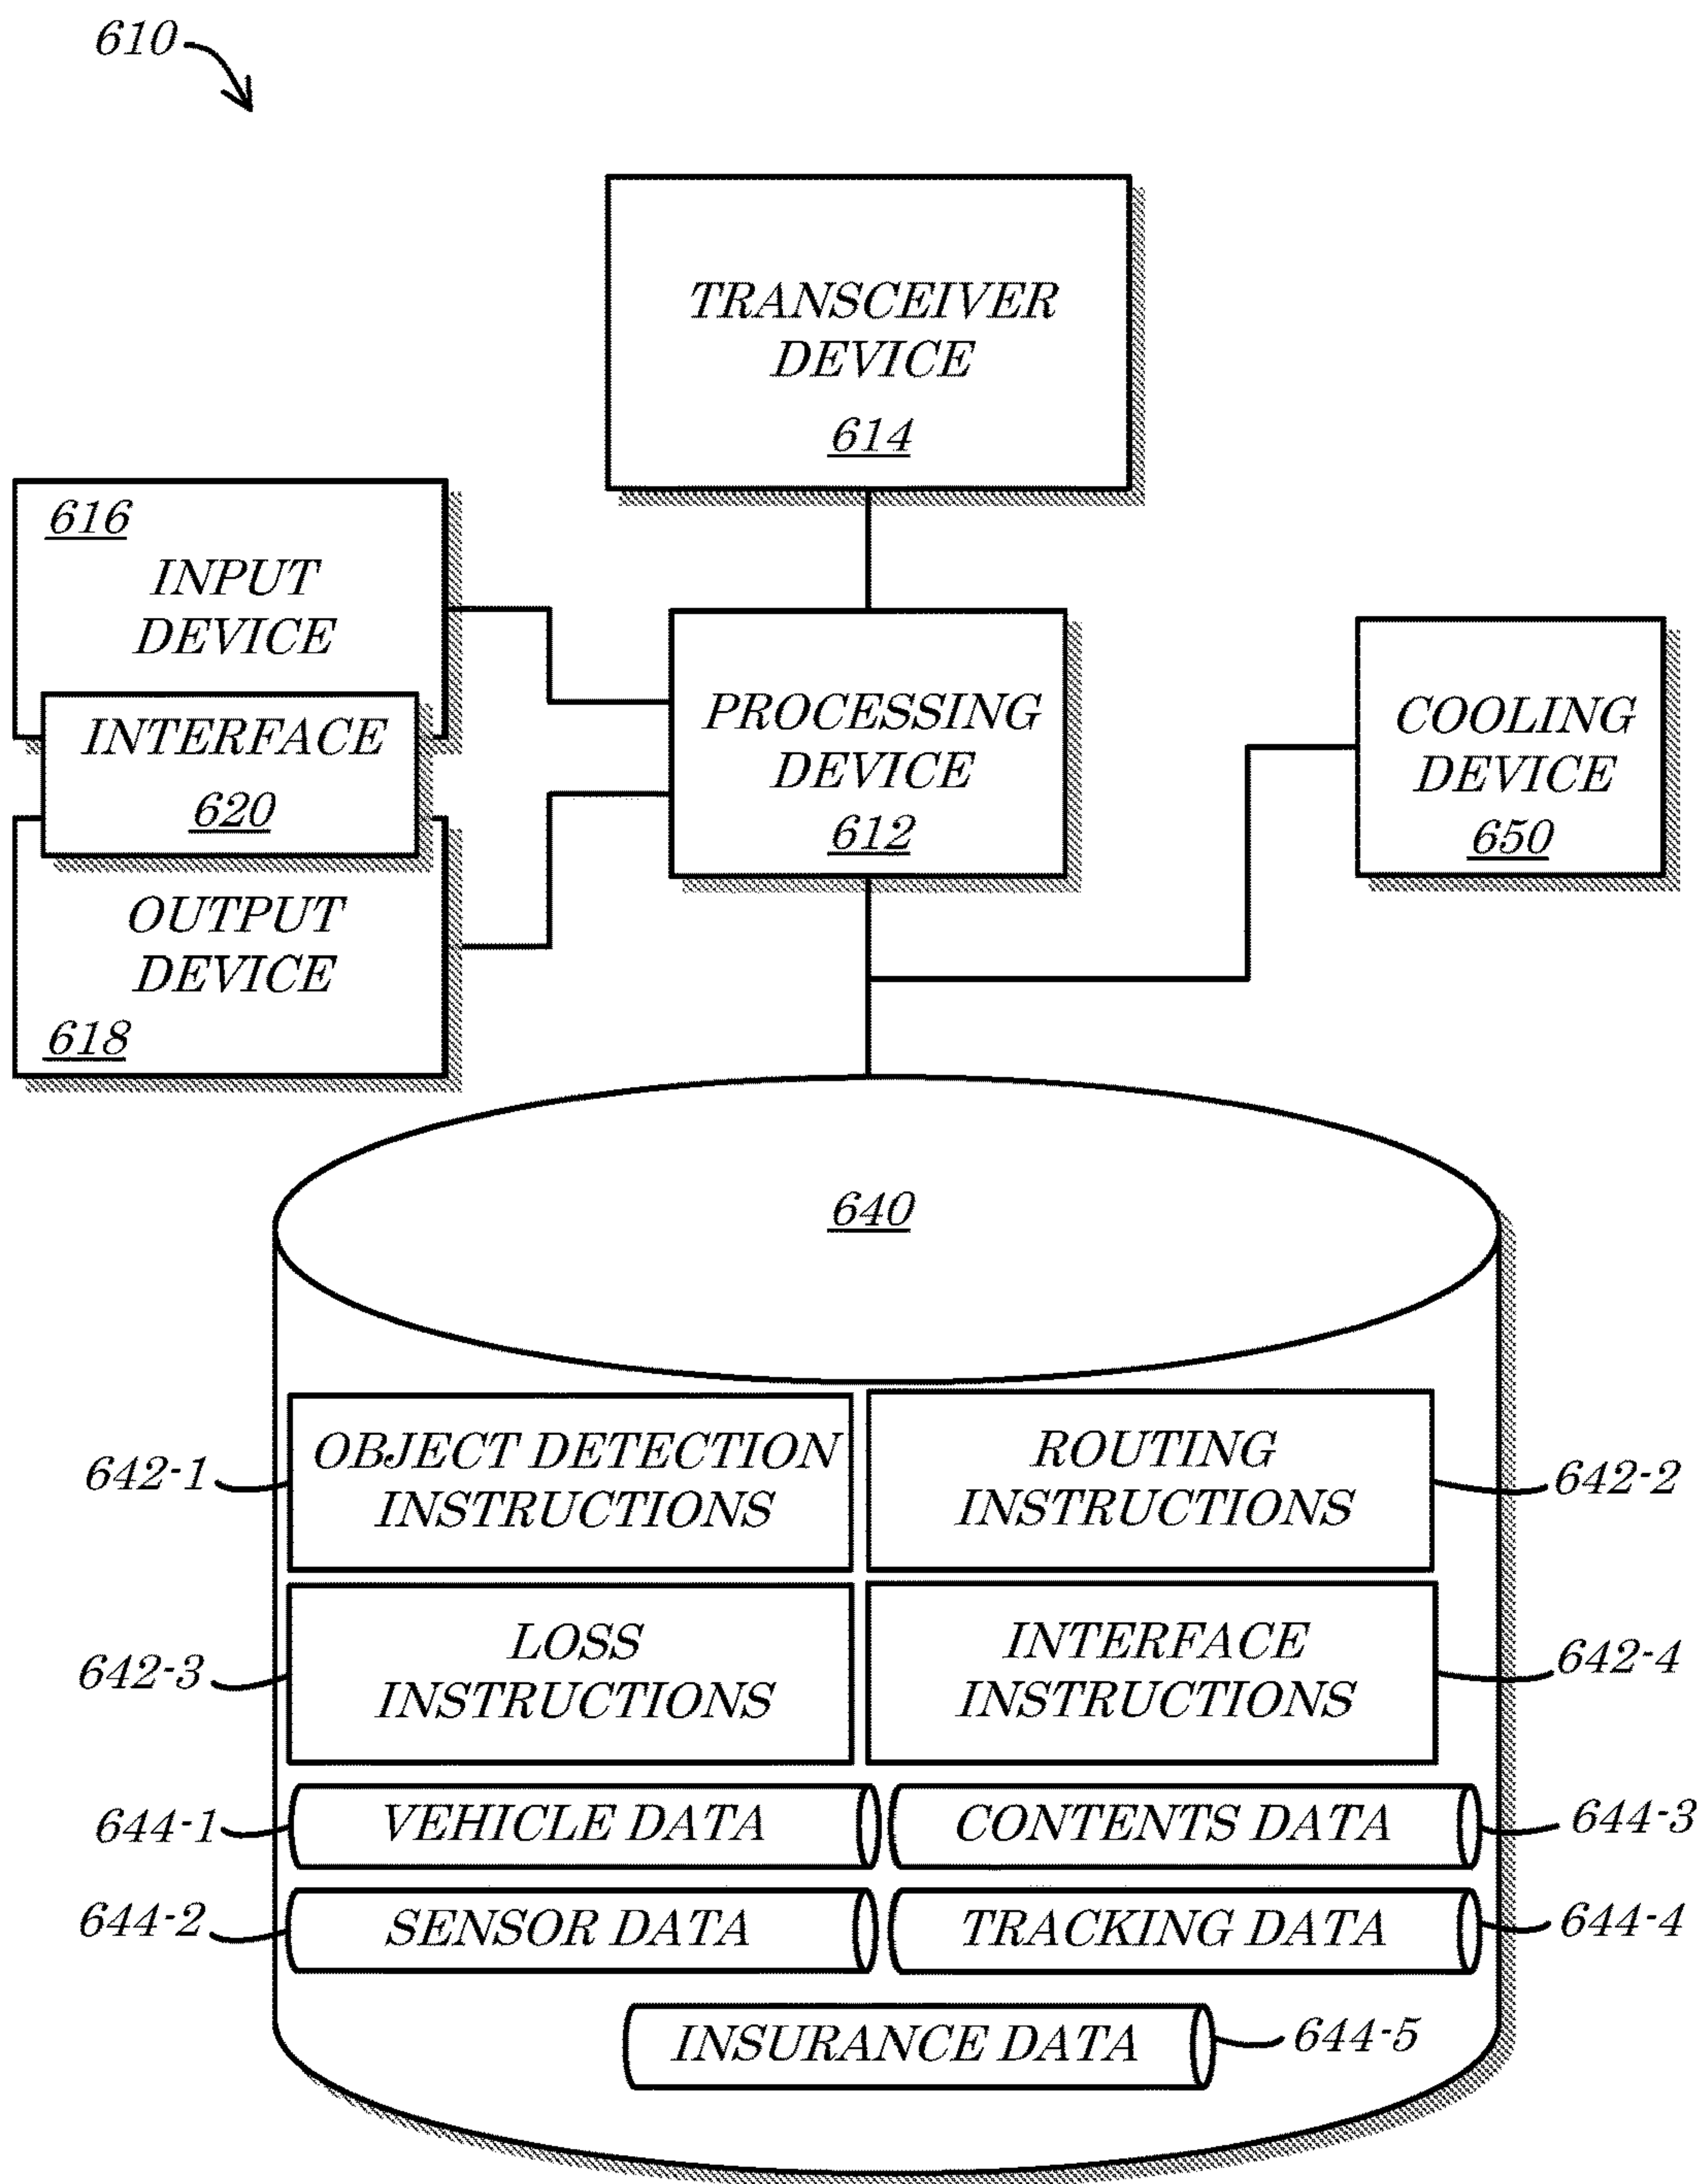 610
TRANSCEIVER
DEVICE
614
616
INPUT
DEVICE
INTERFACE
620
OUTPUT
DEVICE
618
PROCESSING
DEVICE
612
COOLING
DEVICE
650
640
642-1
OBJECT DETECTION
INSTRUCTIONS
ROUTING
INSTRUCTIONS
642-2
642-3
LOSS
INSTRUCTIONS
INTERFACE
INSTRUCTIONS
642-4
644-1
VEHICLE DATA
CONTENTS DATA
644-3
644-2
SENSOR DATA
TRACKING DATA
644-4
INSURANCE DATA
644-5